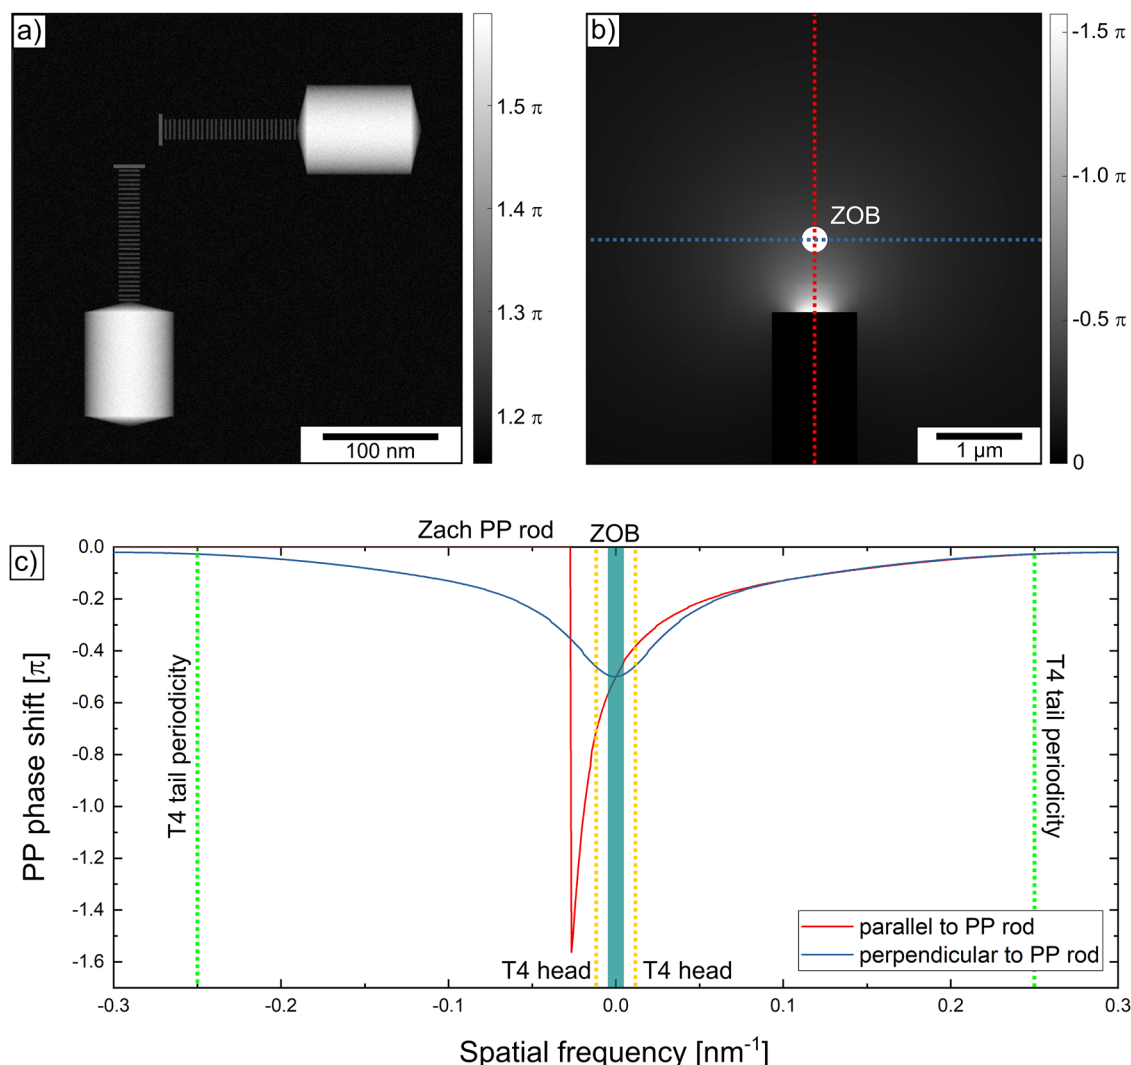 a)
1.5 π
1.4 π
1.3 π
1.2 π
100 nm
b)
ZOB
-1.5 π
-1.0 π
-0.5 π
0
1 µm
c)
Zach PP rod
ZOB
0.0
-0.2
-0.4
-0.6
-0.8
-1.0
-1.2
-1.4
-1.6
PP phase shift [π]
T4 tail periodicity
T4 tail periodicity
parallel to PP rod
perpendicular to PP rod
T4 head
T4 head
-0.3
-0.2
-0.1
0.0
0.1
0.2
0.3
Spatial frequency [nm⁻¹]